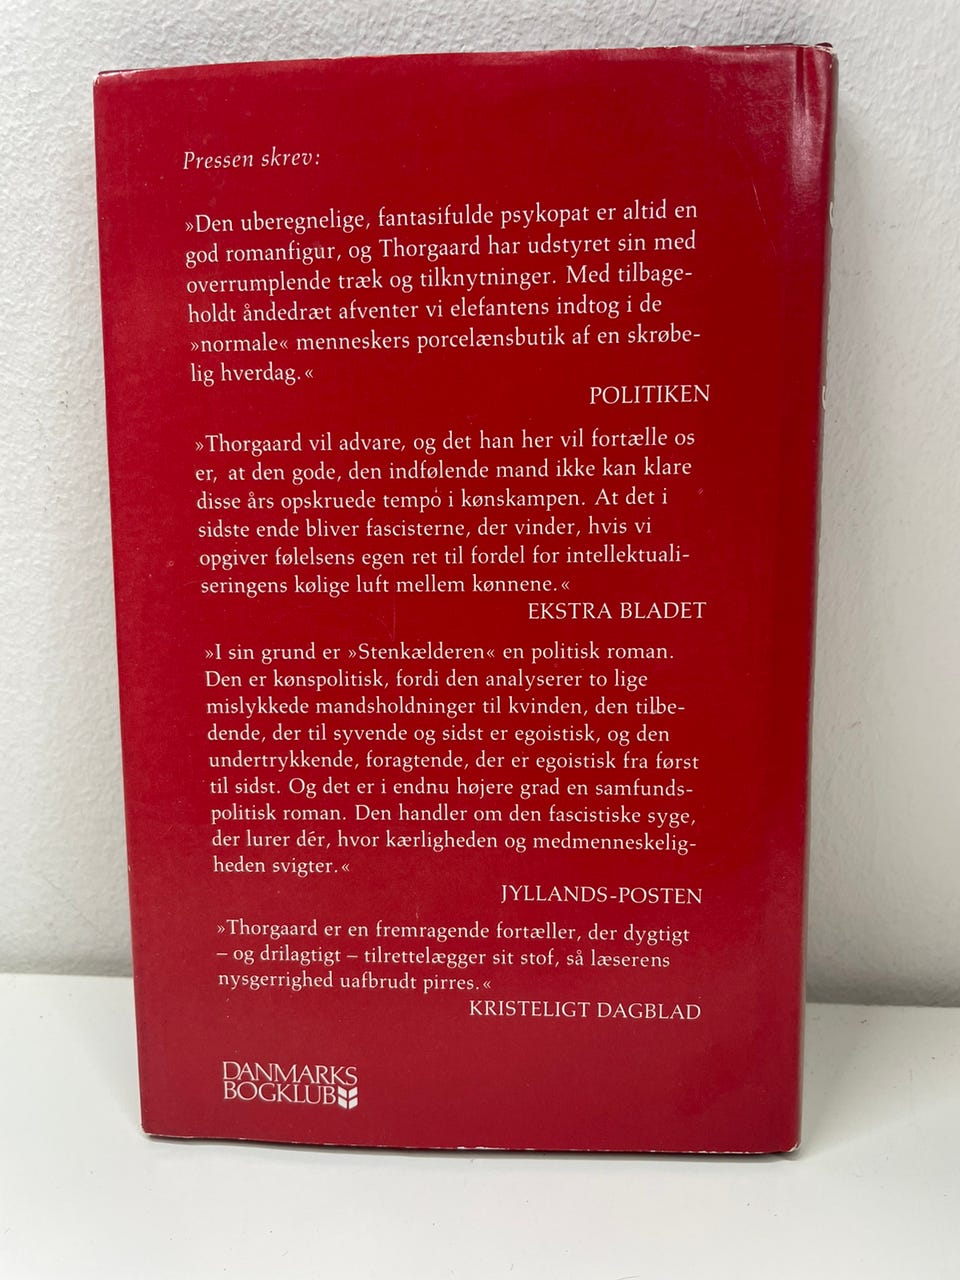 Pressen skrev:
»Den uberegnelige, fantasifulde psykopat er altid en
god romanfigur, og Thorgaard har udstyret sin med
overrumplende træk og tilknytninger. Med tilbage-
holdt åndedræt afventer vi elefantens indtog i de
»normale« menneskers porcelænsbutik af en skrøbe-
lig hverdag.«
POLITIKEN
»Thorgaard vil advare, og det han her vil fortælle os
er, at den gode, den indfølende mand ikke kan klare
disse års opskruede tempo i kønskampen. At det i
sidste ende bliver fascisterne, der vinder, hvis vi
opgiver følelsens egen ret til fordel for intellektuali-
seringens kølige luft mellem kønnene.«
EKSTRA BLADET
»I sin grund er »Stenkælderen« en politisk roman.
Den er kønspolitisk, fordi den analyserer to lige
mislykkede mandsholdninger til kvinden, den tilbe-
dende, der til syvende og sidst er egoistisk, og den
undertrykkende, foragtende, der er egoistisk fra først
til sidst. Og det er i endnu højere grad en samfunds-
politisk roman. Den handler om den fascistiske syge,
der lurer dér, hvor kærligheden og medmenneskelig-
heden svigter.«
JYLLANDS-POSTEN
»Thorgaard er en fremragende fortæller, der dygtigt
– og drilagtigt – tilrettelægger sit stof, så læserens
nysgerrighed uafbrudt pirres.«
KRISTELIGT DAGBLAD
DANMARKS
BOGKLUB